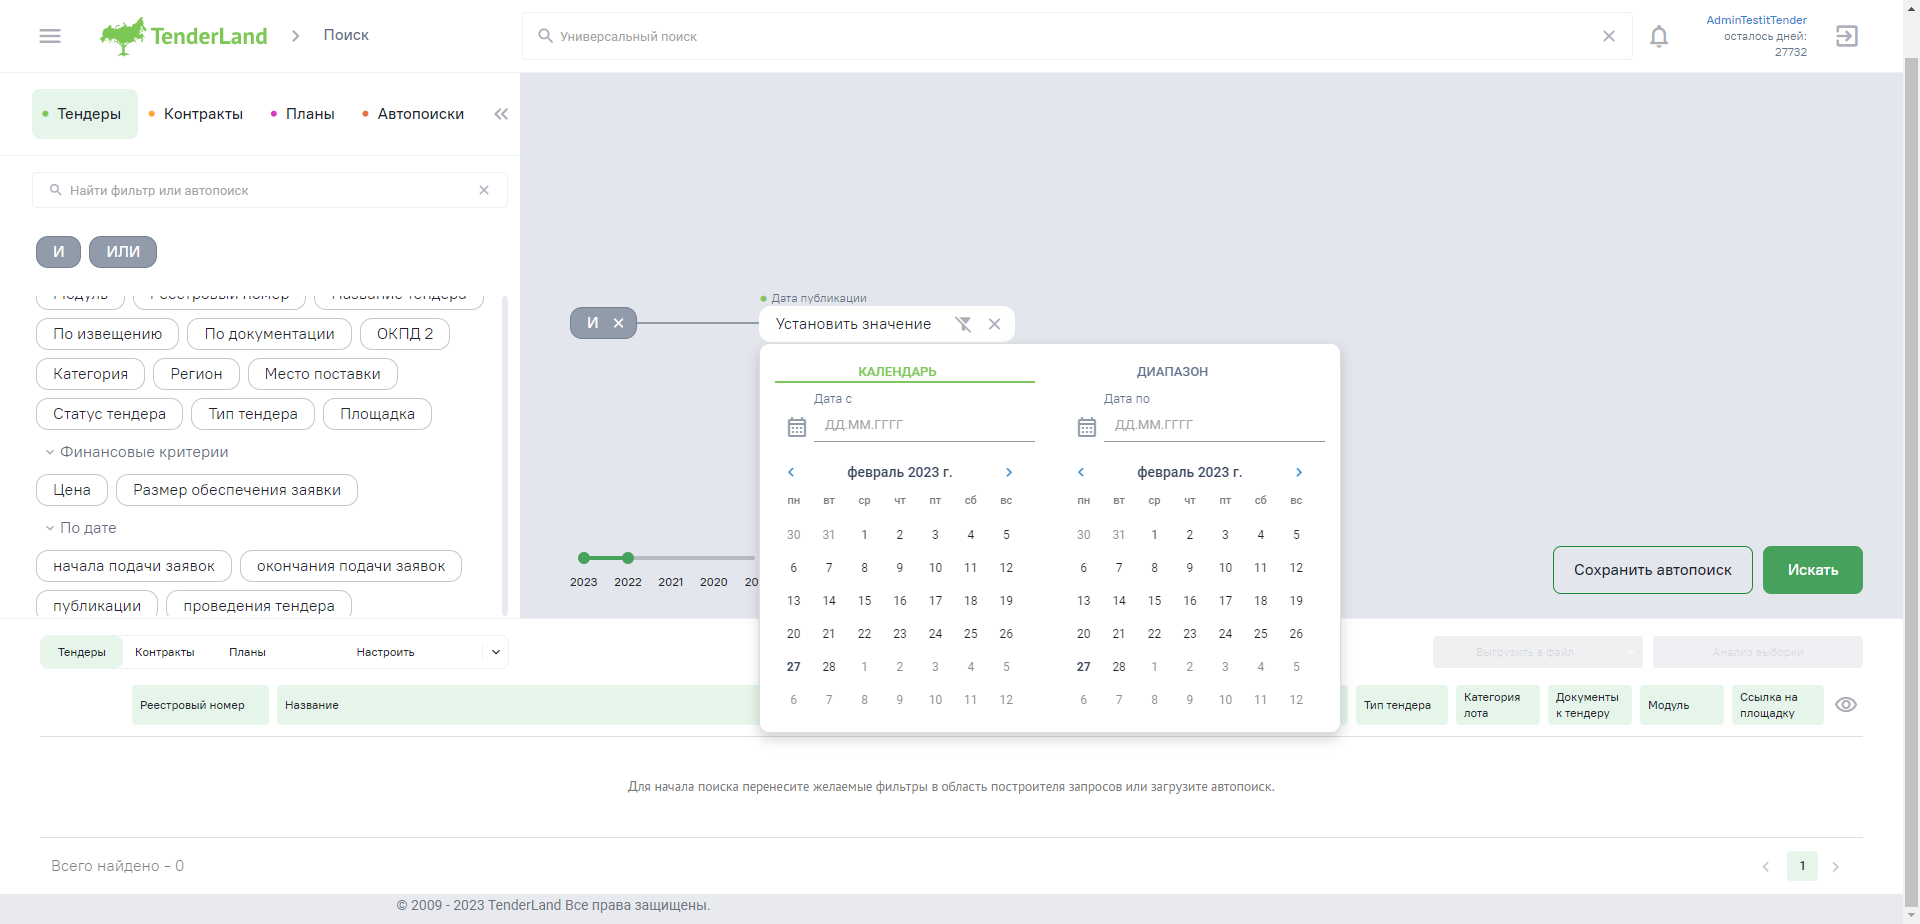 TenderLand
Поиск
Универсальный поиск
AdminTestitTender
осталось дней:
27732
Тендеры
Контракты
Планы
Автопоиски
Найти фильтр или автопоиск
И
ИЛИ
Модуль
Реестровый номер
Название тендера
По извещению
По документации
ОКПД 2
Категория
Регион
Место поставки
Статус тендера
Тип тендера
Площадка
Финансовые критерии
Цена
Размер обеспечения заявки
По дате
начала подачи заявок
окончания подачи заявок
публикации
проведения тендера
Дата публикации
И
Установить значение
КАЛЕНДАРЬ
ДИАПАЗОН
Дата с
ДД.ММ.ГГГГ
февраль 2023 г.
пн вт ср чт пт сб вс
30 31 1 2 3 4 5
6 7 8 9 10 11 12
13 14 15 16 17 18 19
20 21 22 23 24 25 26
27 28 1 2 3 4 5
6 7 8 9 10 11 12
Дата по
ДД.ММ.ГГГГ
февраль 2023 г.
пн вт ср чт пт сб вс
30 31 1 2 3 4 5
6 7 8 9 10 11 12
13 14 15 16 17 18 19
20 21 22 23 24 25 26
27 28 1 2 3 4 5
6 7 8 9 10 11 12
2023 2022 2021 2020 20
Сохранить автопоиск
Искать
Тендеры
Контракты
Планы
Настроить
Выгрузить в файл
Анализ выборки
Реестровый номер
Название
Тип тендера
Категория
лота
Документы
к тендеру
Модуль
Ссылка на
площадку
Для начала поиска перенесите желаемые фильтры в область построителя запросов или загрузите автопоиск.
Всего найдено - 0
1
© 2009 - 2023 TenderLand Все права защищены.